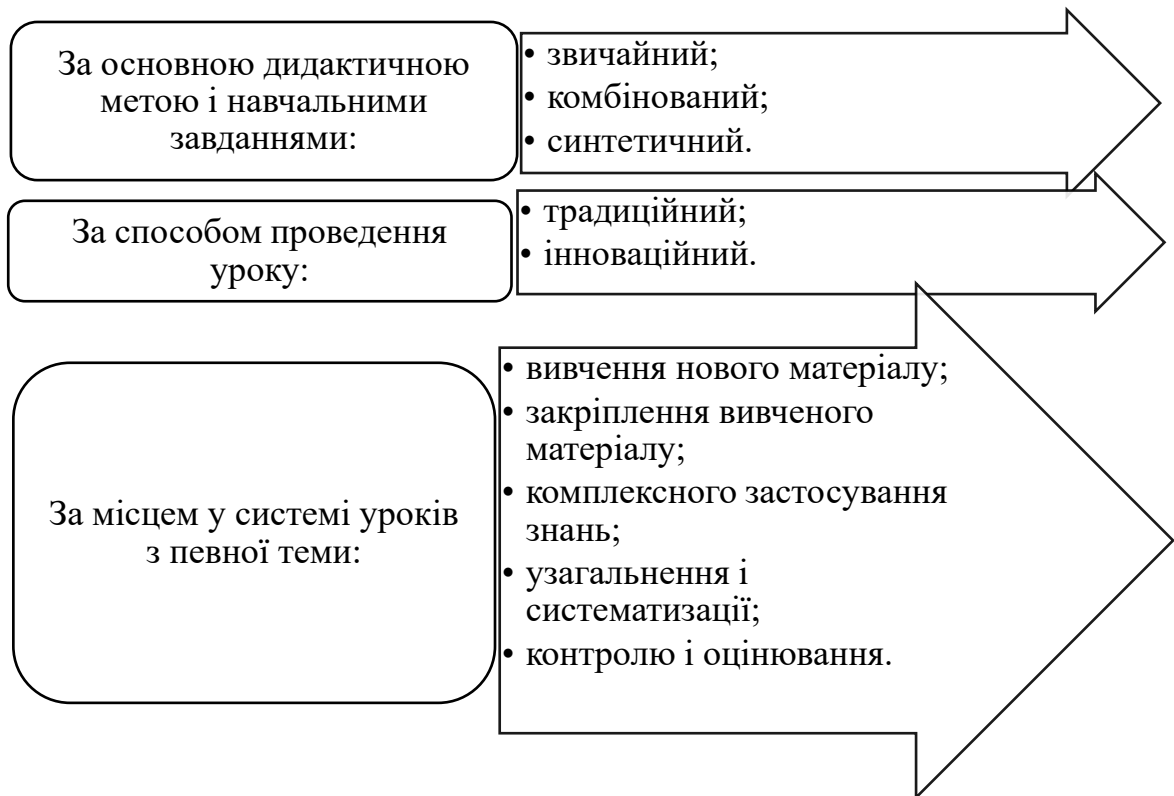 За основною дидактичною
метою і навчальними
завданнями:
• звичайний;
• комбінований;
• синтетичний.
За способом проведення
уроку:
• традиційний;
• інноваційний.
За місцем у системі уроків
з певної теми:
• вивчення нового матеріалу;
• закріплення вивченого
матеріалу;
• комплексного застосування
знань;
• узагальнення і
систематизації;
• контролю і оцінювання.